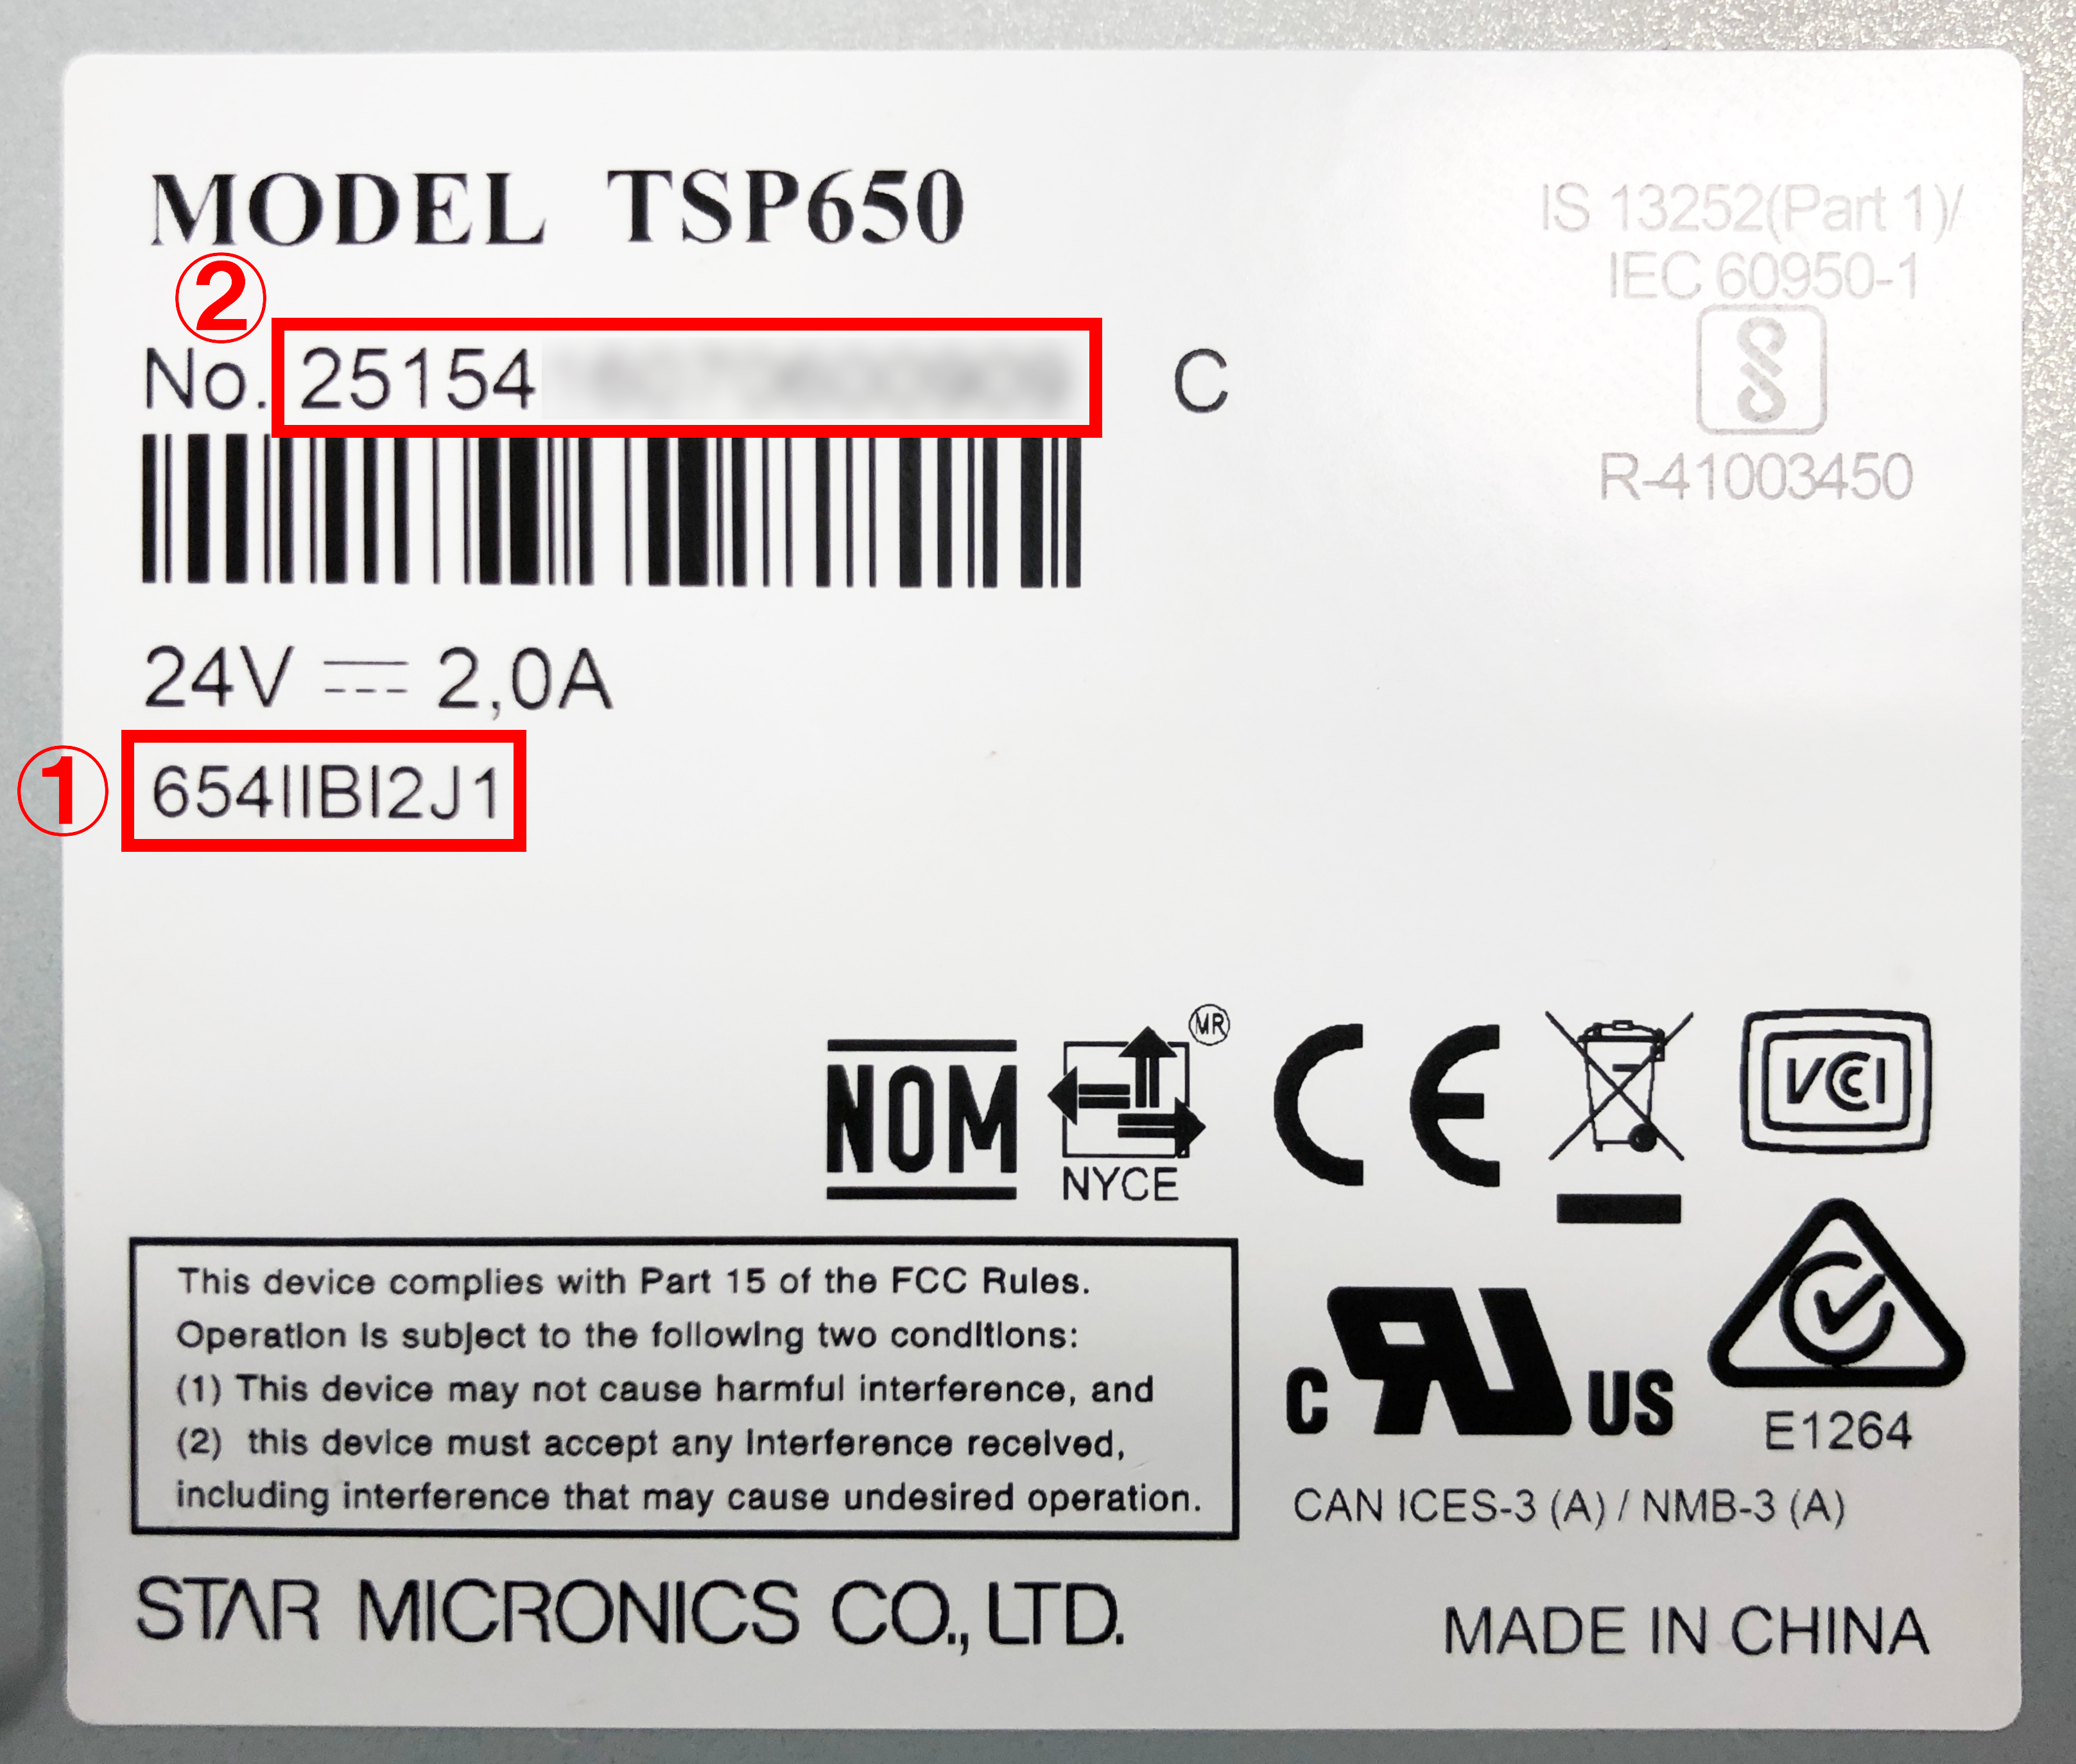 MODEL TSP650
IS 13252(Part 1)/
IEC 60950-1
②
No. 25154 C
R-41003450
24V 2,0A
① 654IIBI2J1
NOM
NYCE
MR
CE
VCI
This device complies with Part 15 of the FCC Rules.
Operation is subject to the following two conditions:
(1) This device may not cause harmful interference, and
(2) this device must accept any interference received,
including interference that may cause undesired operation.
C US
E1264
CAN ICES-3 (A) / NMB-3 (A)
STAR MICRONICS CO., LTD.
MADE IN CHINA